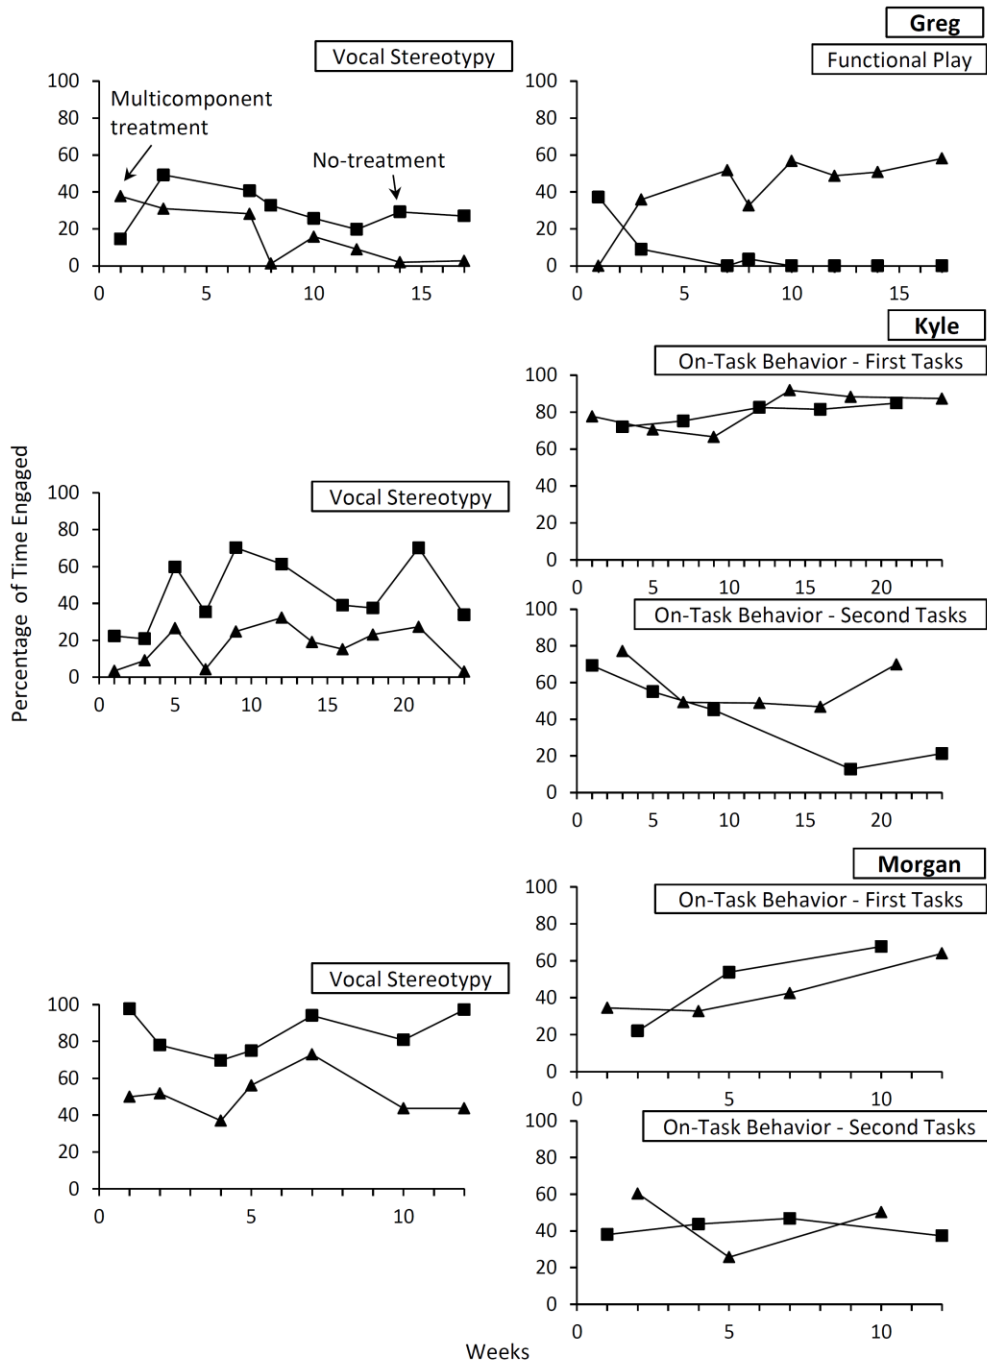 Greg
Vocal Stereotypy
Functional Play
100
80
60
40
20
0
Multicomponent
treatment
No-treatment
0 5 10 15
100
80
60
40
20
0
0 5 10 15
Kyle
On-Task Behavior - First Tasks
100
80
60
40
20
0
0 5 10 15 20
Percentage of Time Engaged
Vocal Stereotypy
100
80
60
40
20
0
0 5 10 15 20
On-Task Behavior - Second Tasks
80
60
40
20
0
0 5 10 15 20
Morgan
On-Task Behavior - First Tasks
100
80
60
40
20
0
0 5 10
Vocal Stereotypy
100
80
60
40
20
0
0 5 10
On-Task Behavior - Second Tasks
100
80
60
40
20
0
0 5 10
Weeks